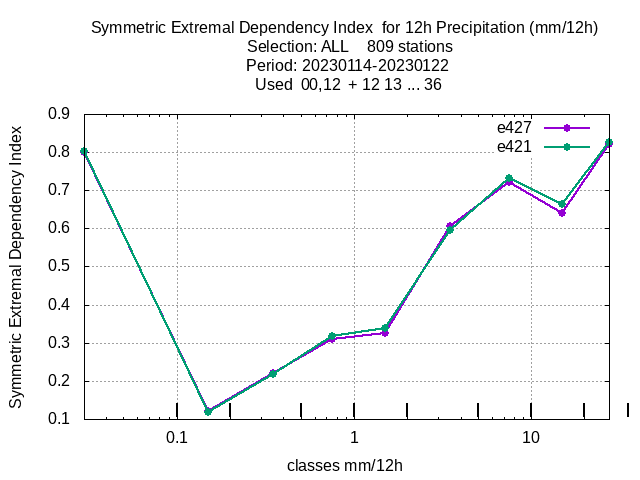 Symmetric Extremal Dependency Index  for 12h Precipitation (mm/12h)
Selection: ALL    809 stations
Period: 20230114-20230122
Used  00,12  + 12 13 ... 36
e427
e421
0.9
0.8
0.7
0.6
0.5
0.4
0.3
0.2
0.1
Symmetric Extremal Dependency Index
0.1
1
10
classes mm/12h